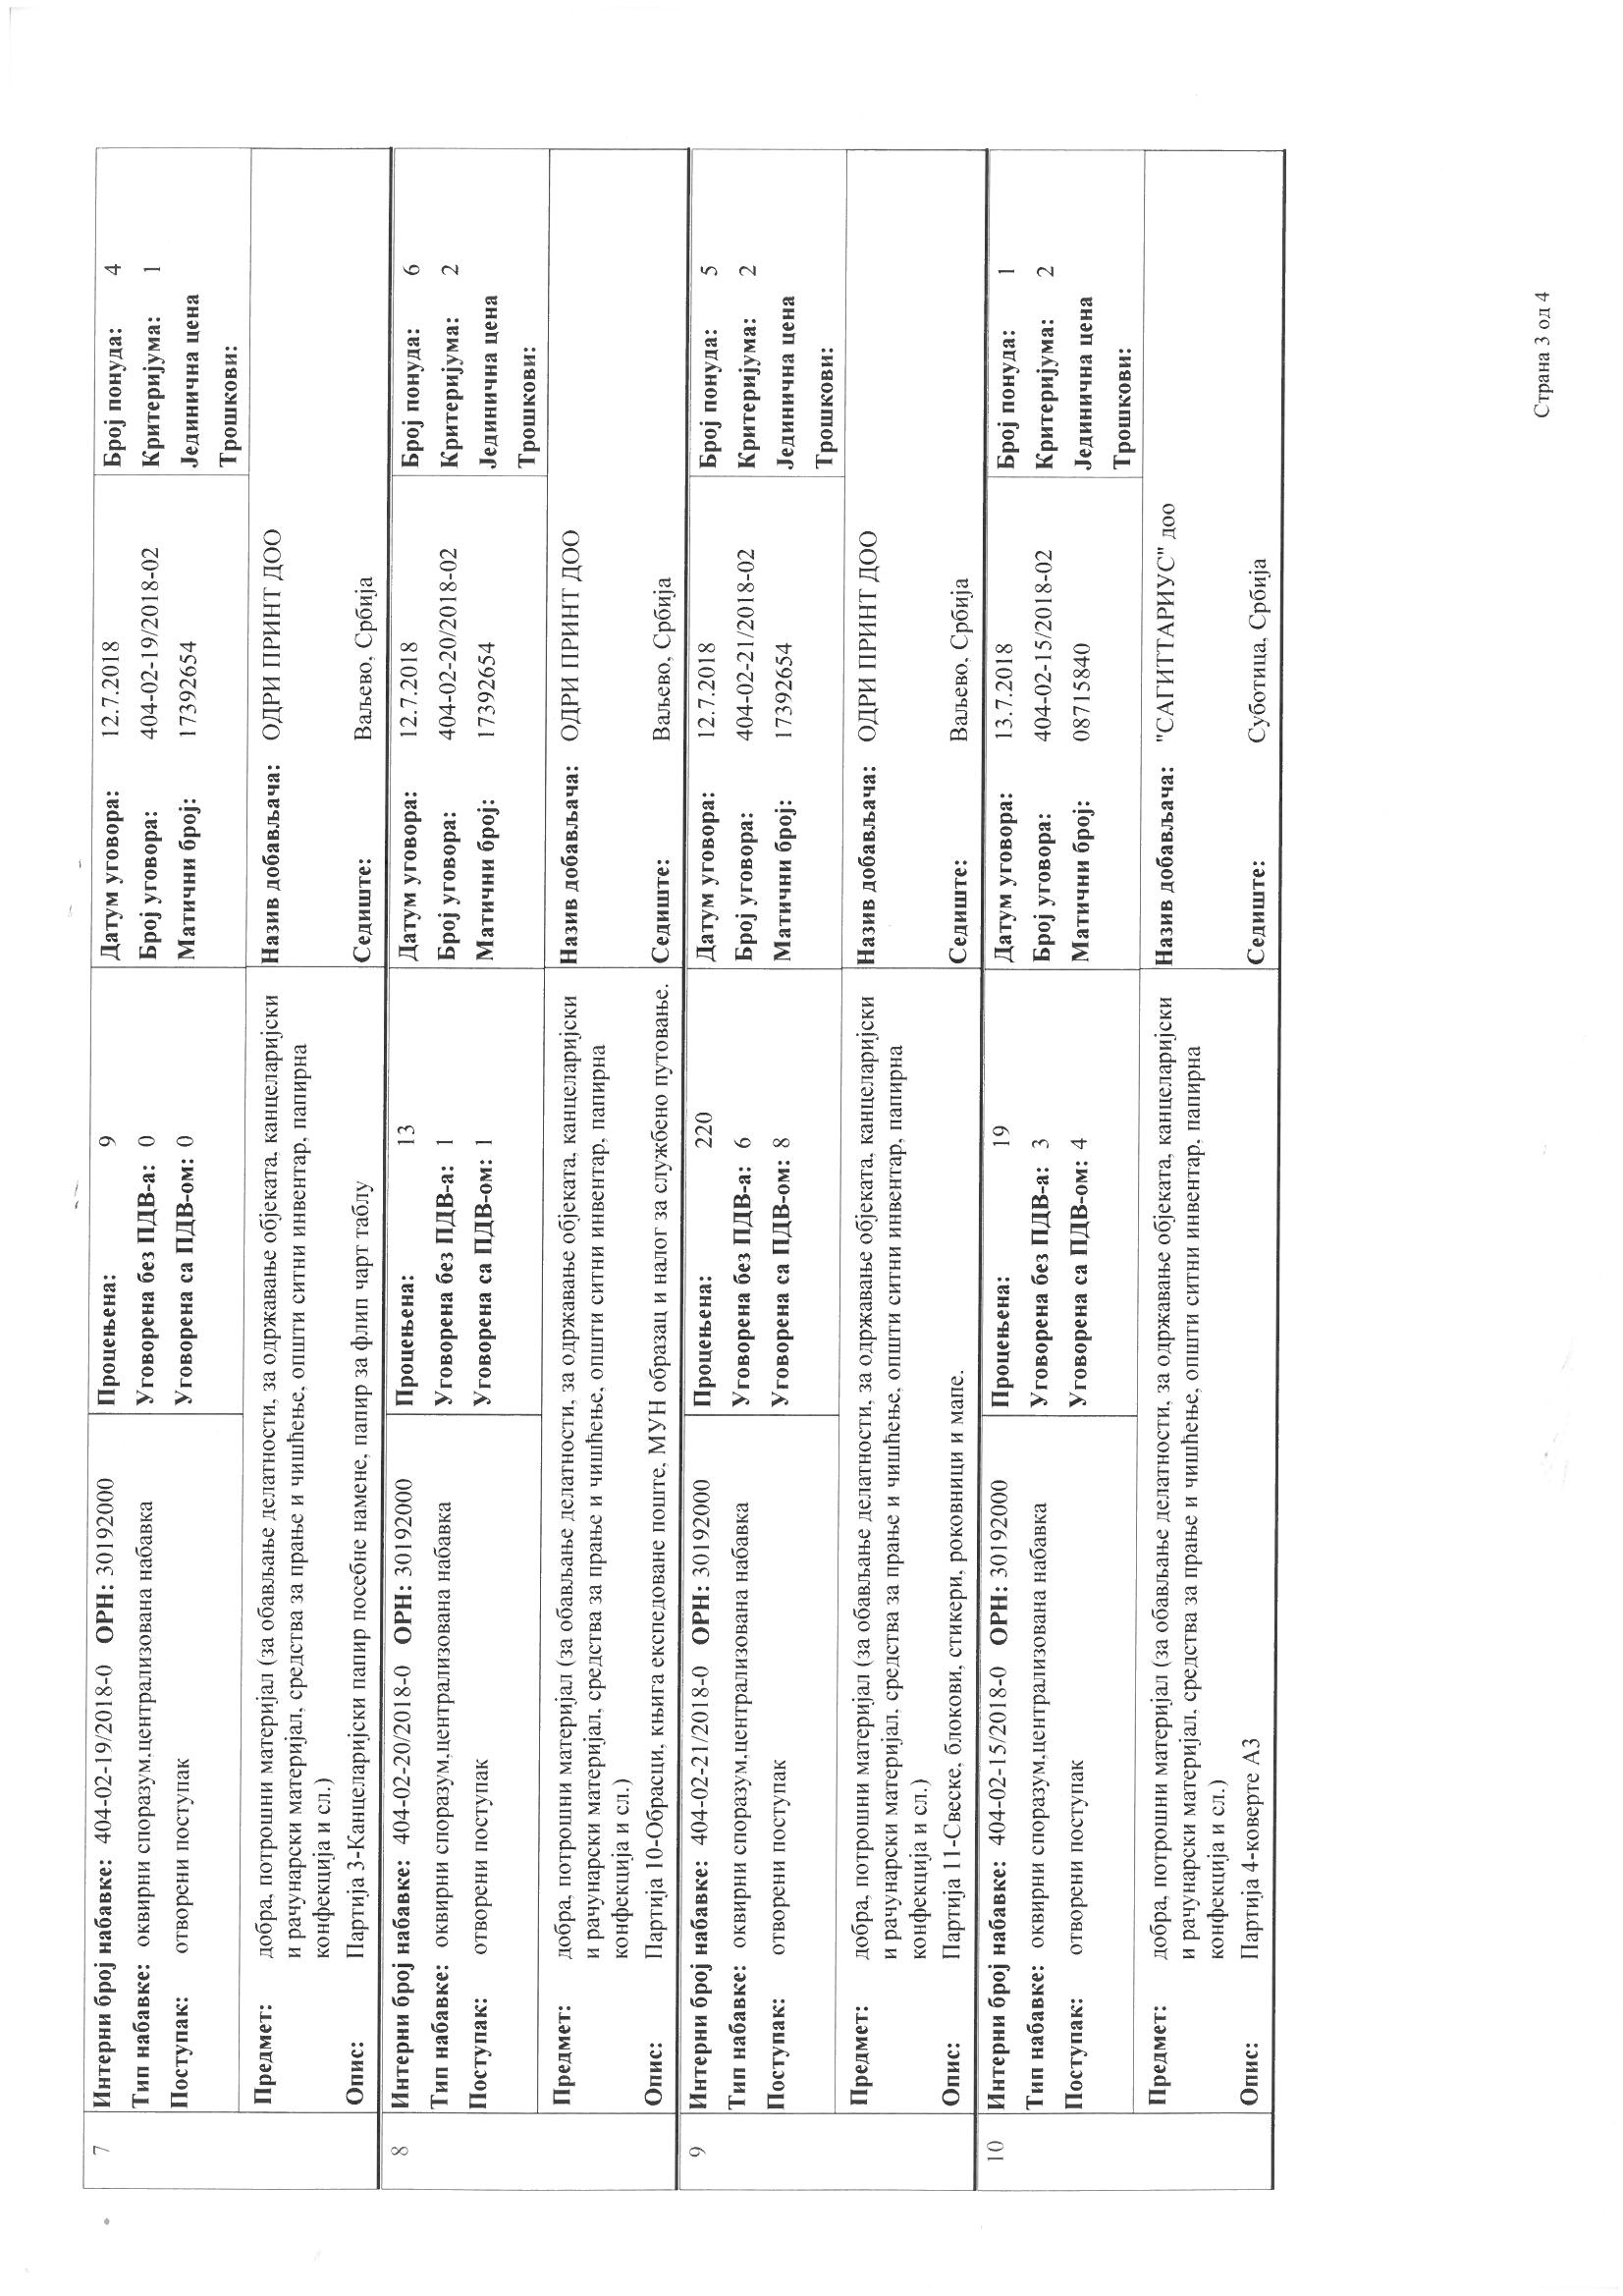 7
Интерни број набавке: 404-02-19/2018-0 ОРН: 30192000
Тип набавке: оквирни споразум,централизована набавка
Поступак: отворени поступак
Процењена: 9
Уговорена без ПДВ-а: 0
Уговорена са ПДВ-ом: 0
Датум уговора: 12.7.2018
Број уговора: 404-02-19/2018-02
Матични број: 17392654
Број понуда: 4
Критеријума: 1
Јединична цена
Трошкови:
Предмет: добра, потрошни материјал (за обављање делатности, за одржавање објеката, канцеларијски
и рачунарски материјал, средства за прање и чишћење, општи ситни инвентар, папирна
конфекција и сл.)
Опис: Партија 3-Канцеларијски папир посебне намене, папир за флип чарт таблу
Назив добављача: ОДРИ ПРИНТ ДОО
Седиште: Ваљево, Србија
8
Интерни број набавке: 404-02-20/2018-0 ОРН: 30192000
Тип набавке: оквирни споразум,централизована набавка
Поступак: отворени поступак
Процењена: 13
Уговорена без ПДВ-а: 1
Уговорена са ПДВ-ом: 1
Датум уговора: 12.7.2018
Број уговора: 404-02-20/2018-02
Матични број: 17392654
Број понуда: 6
Критеријума: 2
Јединична цена
Трошкови:
Предмет: добра, потрошни материјал (за обављање делатности, за одржавање објеката, канцеларијски
и рачунарски материјал, средства за прање и чишћење, општи ситни инвентар, папирна
конфекција и сл.)
Опис: Партија 10-Обрасци, књига експедоване поште, МУН образац и налог за службено путовање.
Назив добављача: ОДРИ ПРИНТ ДОО
Седиште: Ваљево, Србија
9
Интерни број набавке: 404-02-21/2018-0 ОРН: 30192000
Тип набавке: оквирни споразум,централизована набавка
Поступак: отворени поступак
Процењена: 220
Уговорена без ПДВ-а: 6
Уговорена са ПДВ-ом: 8
Датум уговора: 12.7.2018
Број уговора: 404-02-21/2018-02
Матични број: 17392654
Број понуда: 5
Критеријума: 2
Јединична цена
Трошкови:
Предмет: добра, потрошни материјал (за обављање делатности, за одржавање објеката, канцеларијски
и рачунарски материјал, средства за прање и чишћење, општи ситни инвентар, папирна
конфекција и сл.)
Опис: Партија 11-Свеске, блокови, стикери, роковници и мапе.
Назив добављача: ОДРИ ПРИНТ ДОО
Седиште: Ваљево, Србија
10
Интерни број набавке: 404-02-15/2018-0 ОРН: 30192000
Тип набавке: оквирни споразум,централизована набавка
Поступак: отворени поступак
Процењена: 19
Уговорена без ПДВ-а: 3
Уговорена са ПДВ-ом: 4
Датум уговора: 13.7.2018
Број уговора: 404-02-15/2018-02
Матични број: 08715840
Број понуда: 1
Критеријума: 2
Јединична цена
Трошкови:
Предмет: добра, потрошни материјал (за обављање делатности, за одржавање објеката, канцеларијски
и рачунарски материјал, средства за прање и чишћење, општи ситни инвентар, папирна
конфекција и сл.)
Опис: Партија 4-коверте А3
Назив добављача: "САГИТТАРИУС" доо
Седиште: Суботица, Србија
Страна 3 од 4